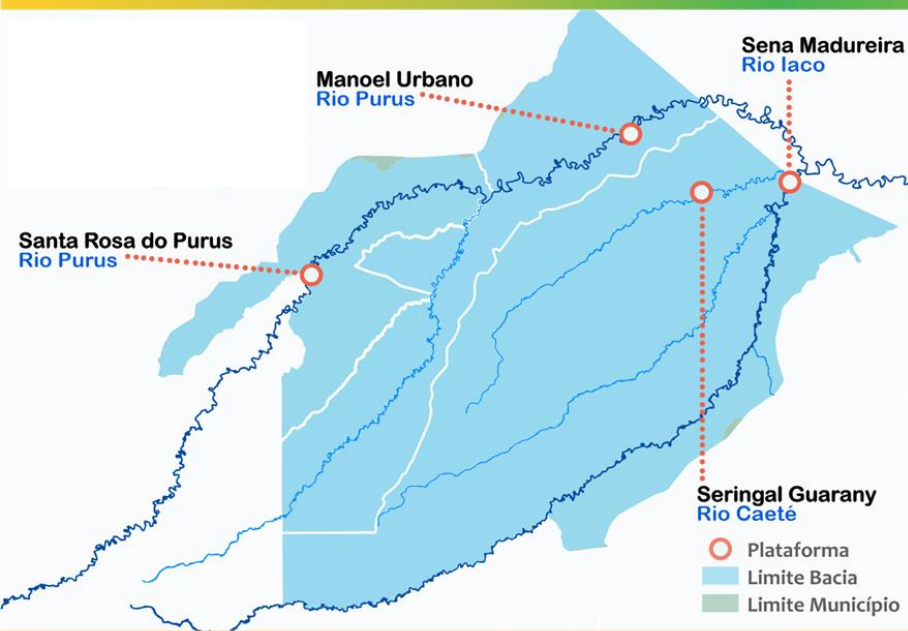 Sena Madureira
Rio Iaco
Manoel Urbano
Rio Purus
Santa Rosa do Purus
Rio Purus
Seringal Guarany
Rio Caeté
Plataforma
Limite Bacia
Limite Município